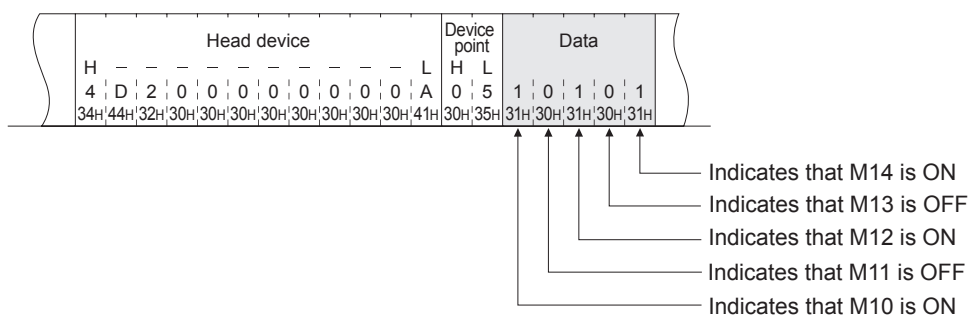 Head device Device point Data
H – – – – – – – – – – L H L
4 D 2 0 0 0 0 0 0 0 0 A 0 5 1 0 1 0 1
34H 44H 32H 30H 30H 30H 30H 30H 30H 30H 30H 41H 30H 35H 31H 30H 31H 30H 31H
Indicates that M14 is ON
Indicates that M13 is OFF
Indicates that M12 is ON
Indicates that M11 is OFF
Indicates that M10 is ON